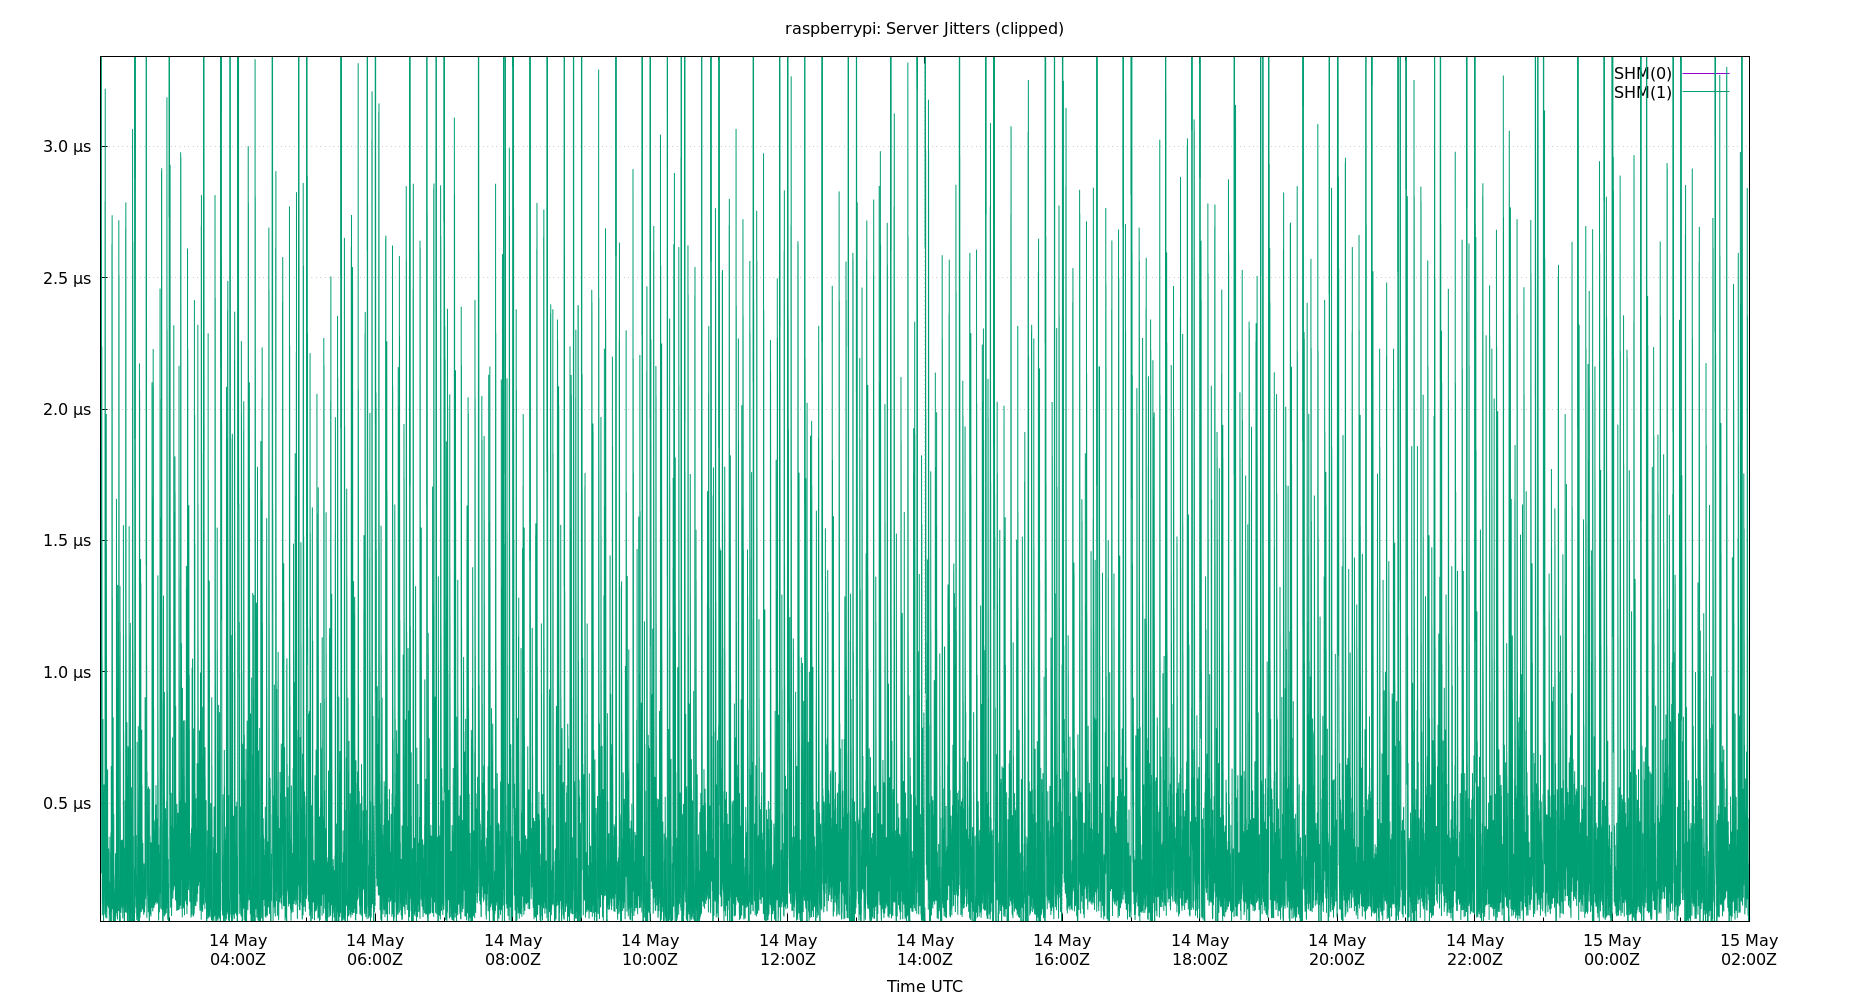 raspberrypi: Server Jitters (clipped)
SHM(0)
SHM(1)
3.0 µs
2.5 µs
2.0 µs
1.5 µs
1.0 µs
0.5 µs
14 May 14 May 14 May 14 May 14 May 14 May 14 May 14 May 14 May 14 May 15 May 15 May
04:00Z 06:00Z 08:00Z 10:00Z 12:00Z 14:00Z 16:00Z 18:00Z 20:00Z 22:00Z 00:00Z 02:00Z
Time UTC